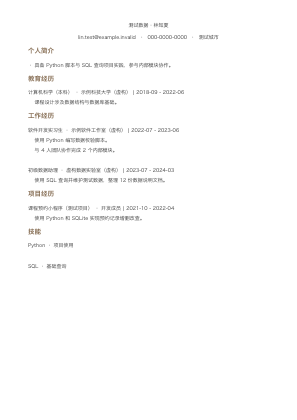 测试数据 · 林知夏
lin.test@example.invalid · 000-0000-0000 · 测试城市
个人简介
· 具备 Python 脚本与 SQL 查询项目实践，参与内部模块协作。
教育经历
计算机科学（本科） · 示例科技大学（虚构） | 2018-09 - 2022-06
课程设计涉及数据结构与数据库基础。
工作经历
软件开发实习生 · 示例软件工作室（虚构） | 2022-07 - 2023-06
使用 Python 编写数据校验脚本。
与 4 人团队协作完成 2 个内部模块。
初级数据助理 · 虚构数据实验室（虚构） | 2023-07 - 2024-03
使用 SQL 查询并维护测试数据，整理 12 份数据说明文档。
项目经历
课程预约小程序（测试项目） · 开发成员 | 2021-10 - 2022-04
使用 Python 和 SQLite 实现预约记录增删改查。
技能
Python · 项目使用
SQL · 基础查询